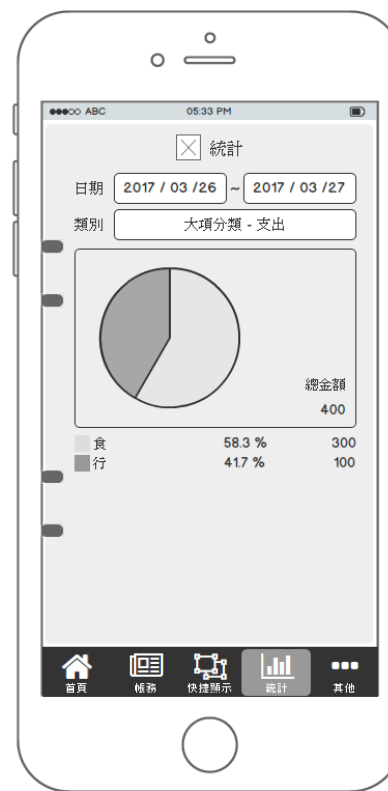 ABC 05:33 PM
統計
日期 2017 / 03 /26 ~ 2017 / 03 /27
類別 大項分類 - 支出
總金額
400
食 58.3 % 300
行 41.7 % 100
首頁 帳務 快捷顯示 統計 其他